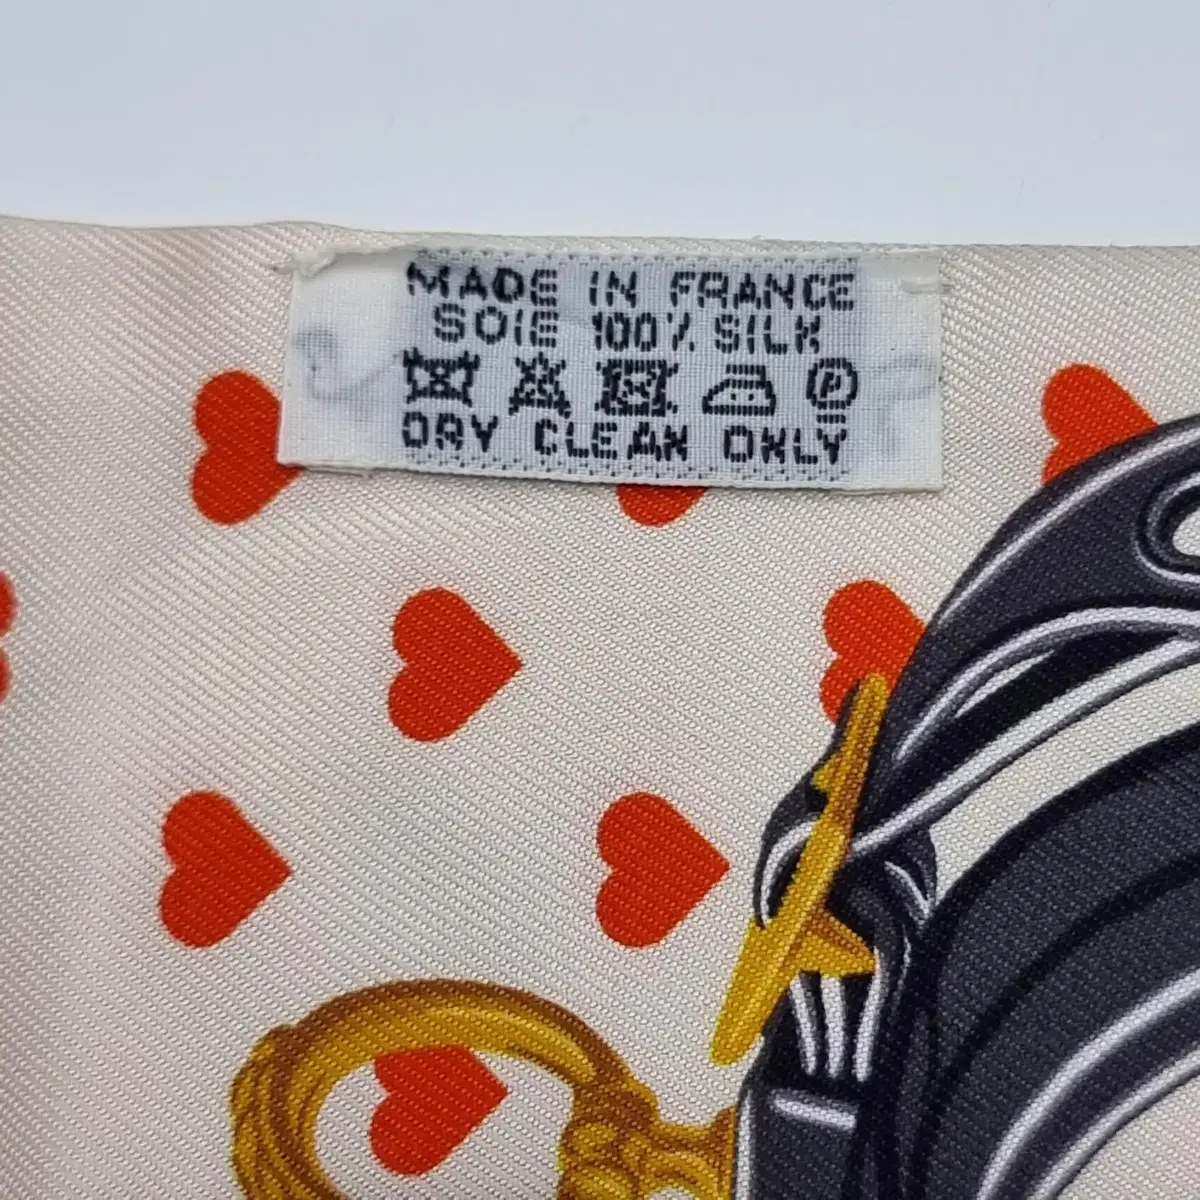 MADE IN FRANCE
SOIE 100% SILK
P
DRY CLEAN ONLY